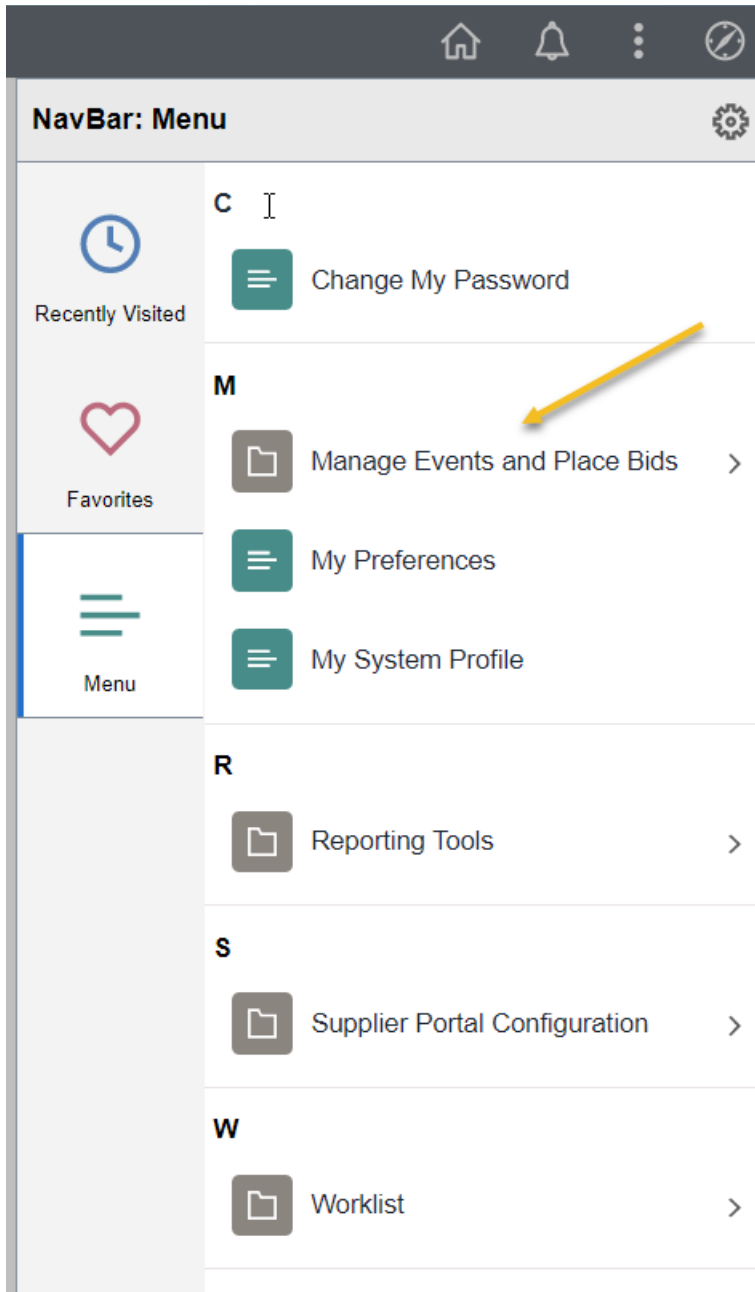 NavBar: Menu
Recently Visited
Favorites
Menu
C
Change My Password
M
Manage Events and Place Bids
My Preferences
My System Profile
R
Reporting Tools
S
Supplier Portal Configuration
W
Worklist